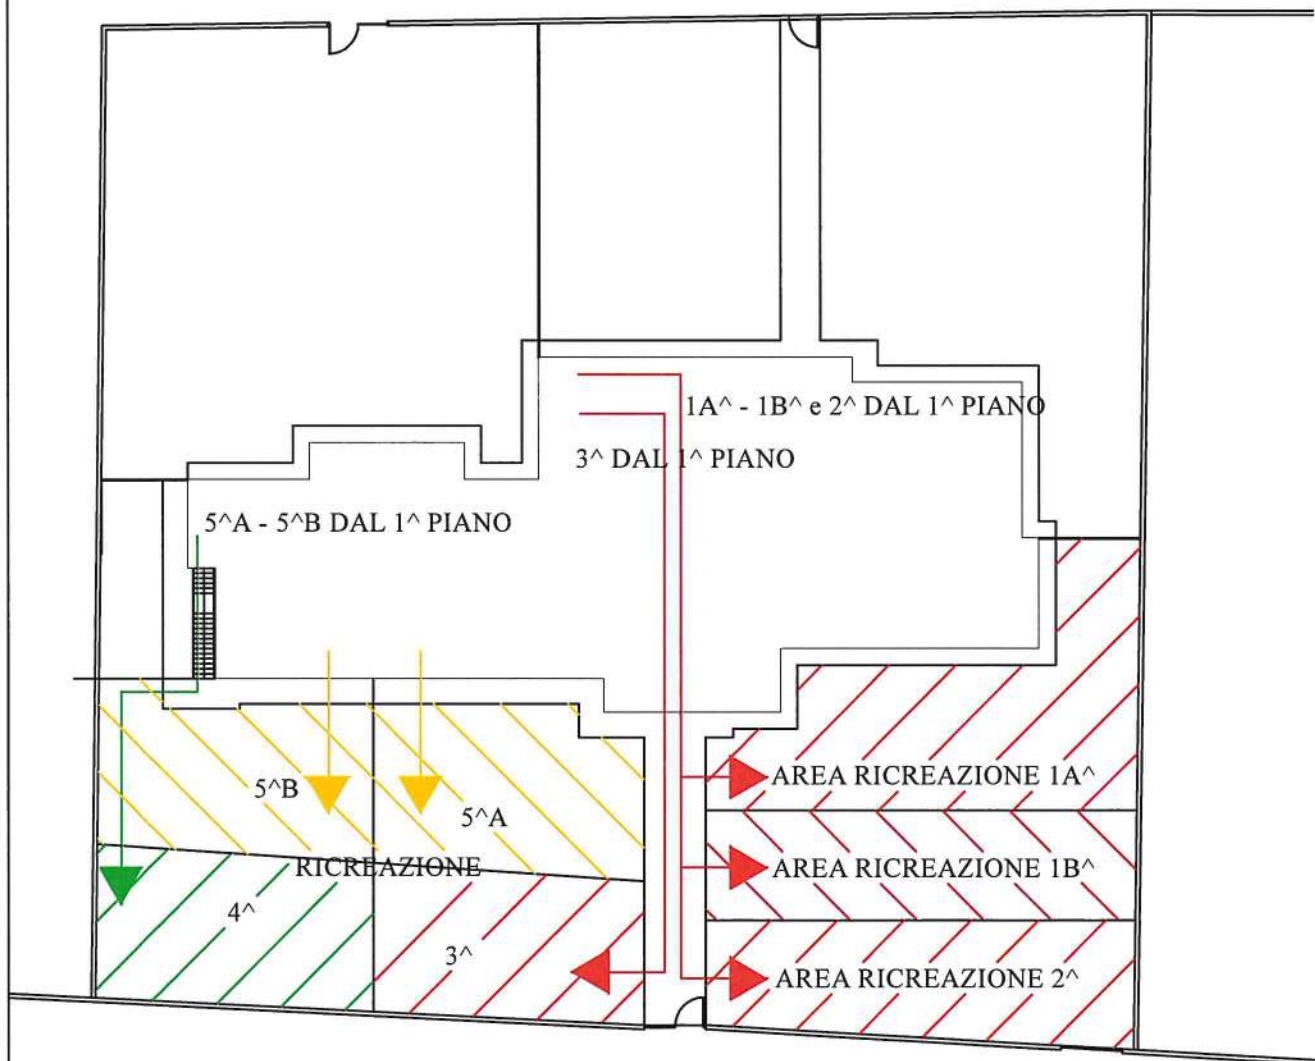 1A^ - 1B^ e 2^ DAL 1^ PIANO
3^ DAL 1^ PIANO
5^A - 5^B DAL 1^ PIANO
5^B
5^A
RICREAZIONE
4^
3^
AREA RICREAZIONE 1A^
AREA RICREAZIONE 1B^
AREA RICREAZIONE 2^